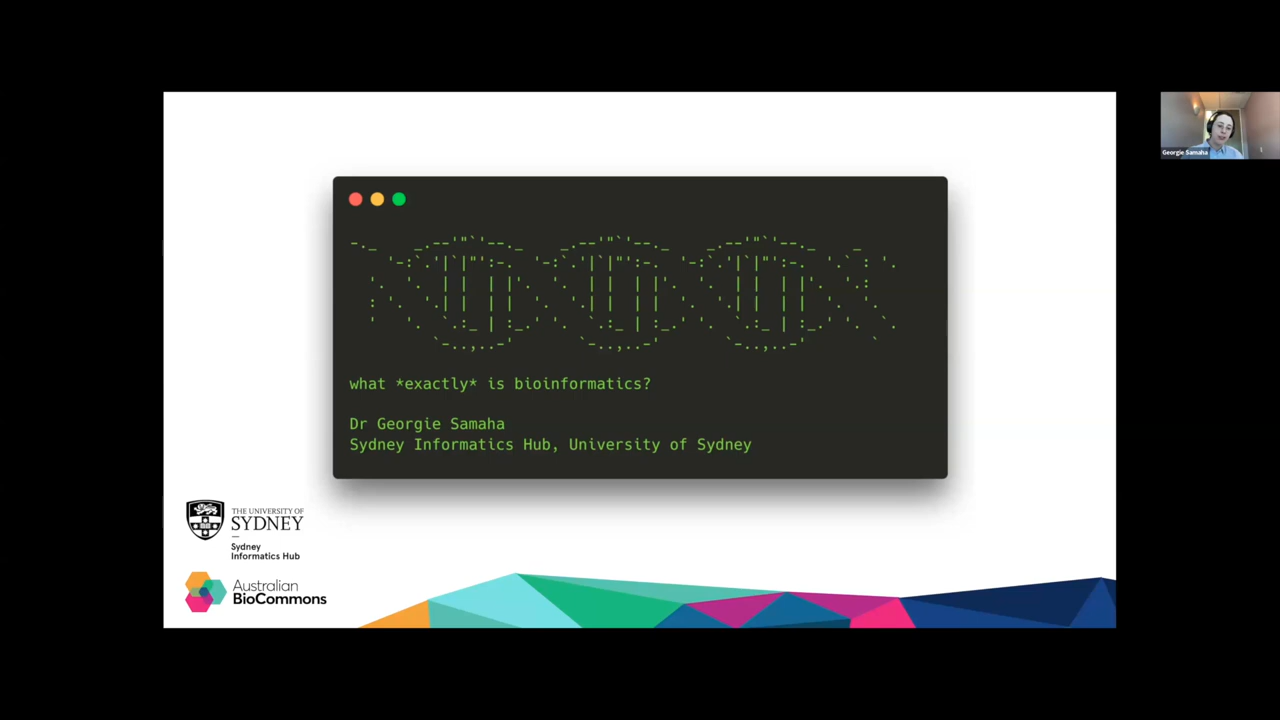 what *exactly* is bioinformatics?
Dr Georgie Samaha
Sydney Informatics Hub, University of Sydney
THE UNIVERSITY OF
SYDNEY
Sydney
Informatics Hub
Australian
BioCommons
Georgie Samaha